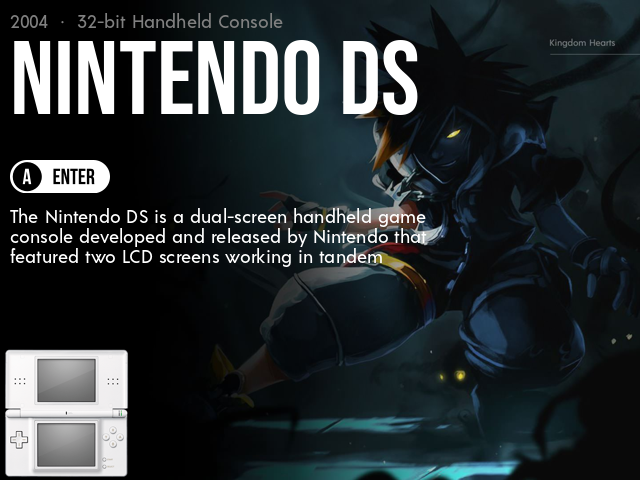 2004 · 32-bit Handheld Console
NINTENDO DS
Kingdom Hearts
A ENTER
The Nintendo DS is a dual-screen handheld game
console developed and released by Nintendo that
featured two LCD screens working in tandem